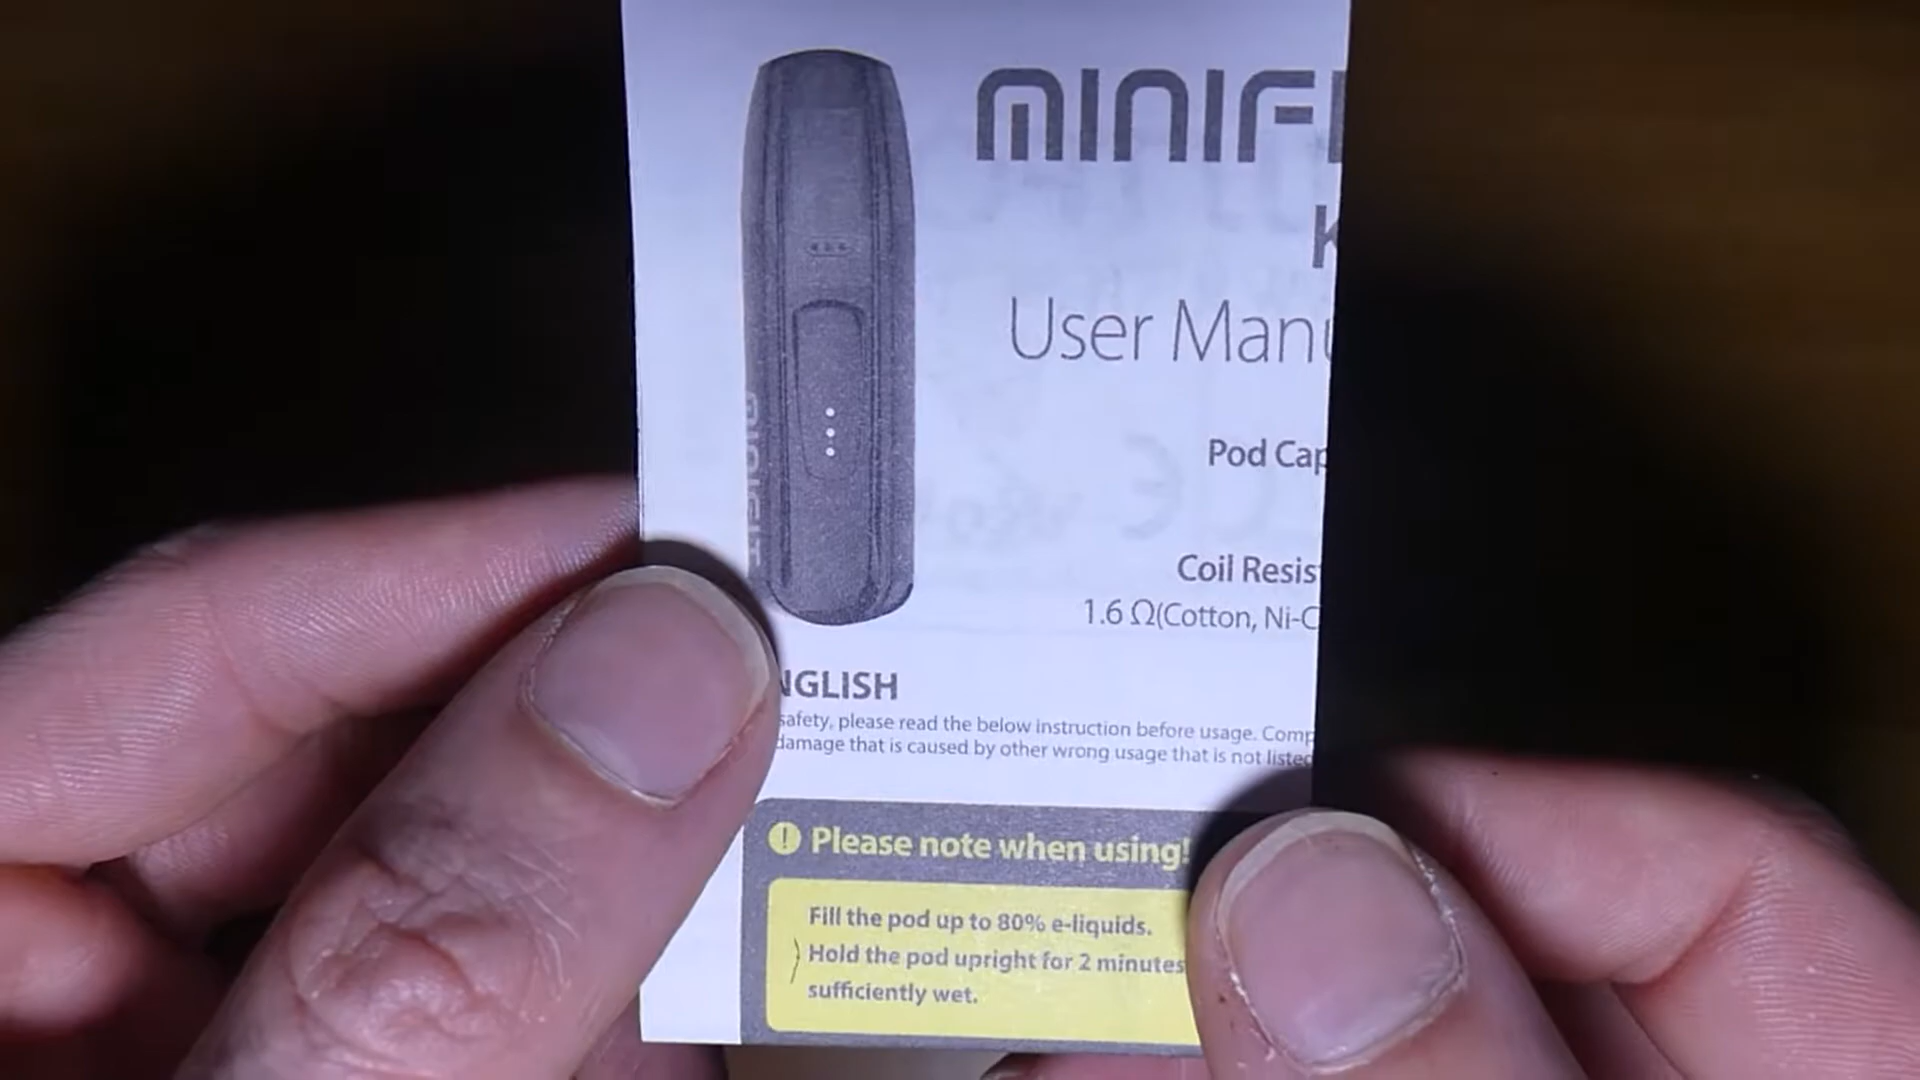 MINIFI
K
User Manu
Pod Cap
Coil Resist
1.6 Ω(Cotton, Ni-C
NGLISH
safety, please read the below instruction before usage. Comp
damage that is caused by other wrong usage that is not listed
! Please note when using!
Fill the pod up to 80% e-liquids.
Hold the pod upright for 2 minutes
sufficiently wet.